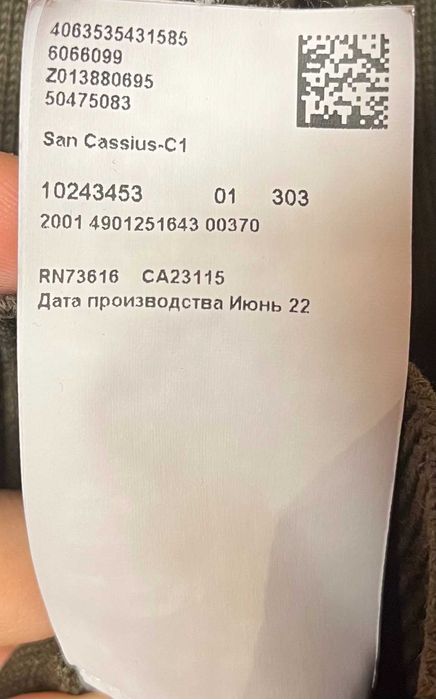 4063535431585
6066099
Z013880695
50475083
San Cassius-C1
10243453 01 303
2001 4901251643 00370
RN73616 CA23115
Дата производства Июнь 22